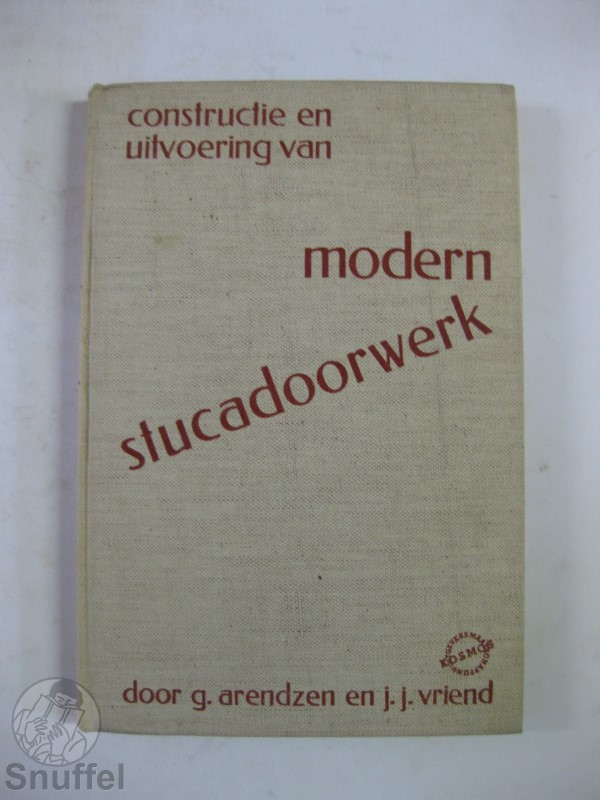 constructie en
uitvoering van
modern
stucadoorwerk
KOSMOS
door g. arendzen en j. j. vriend
Snuffel